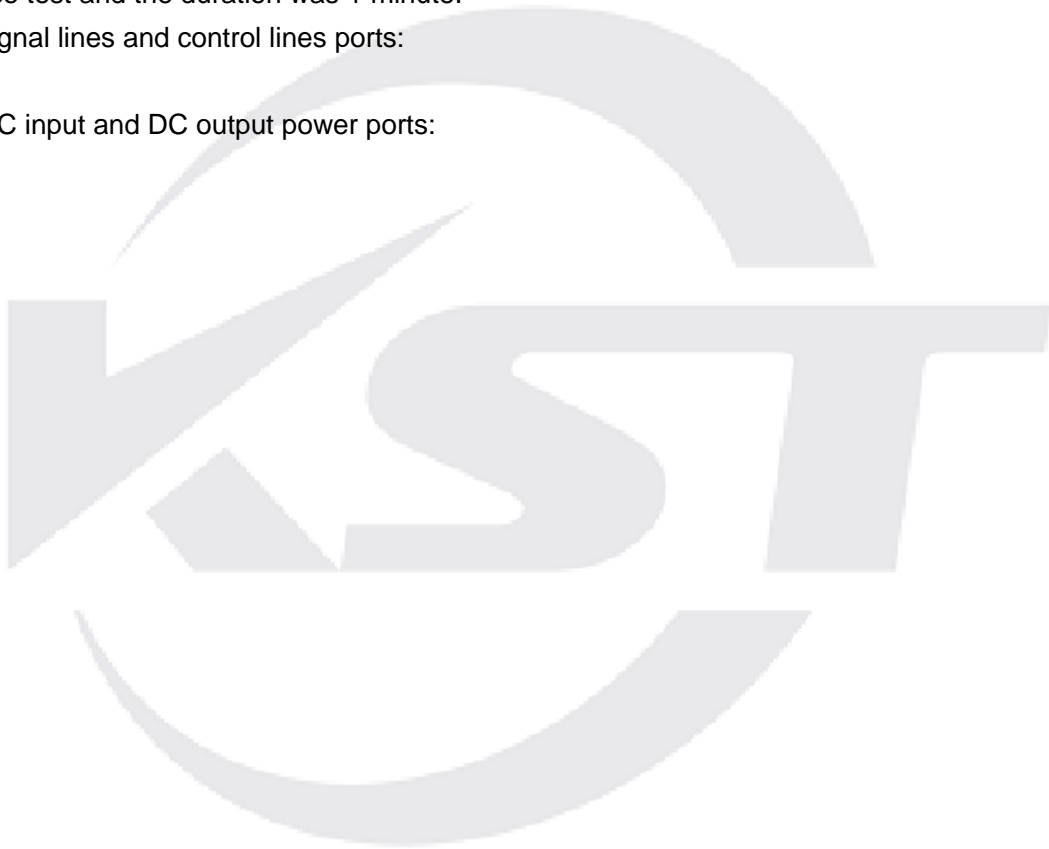 test and the duration was 1 minute.
gnal lines and control lines ports:
C input and DC output power ports:
KST